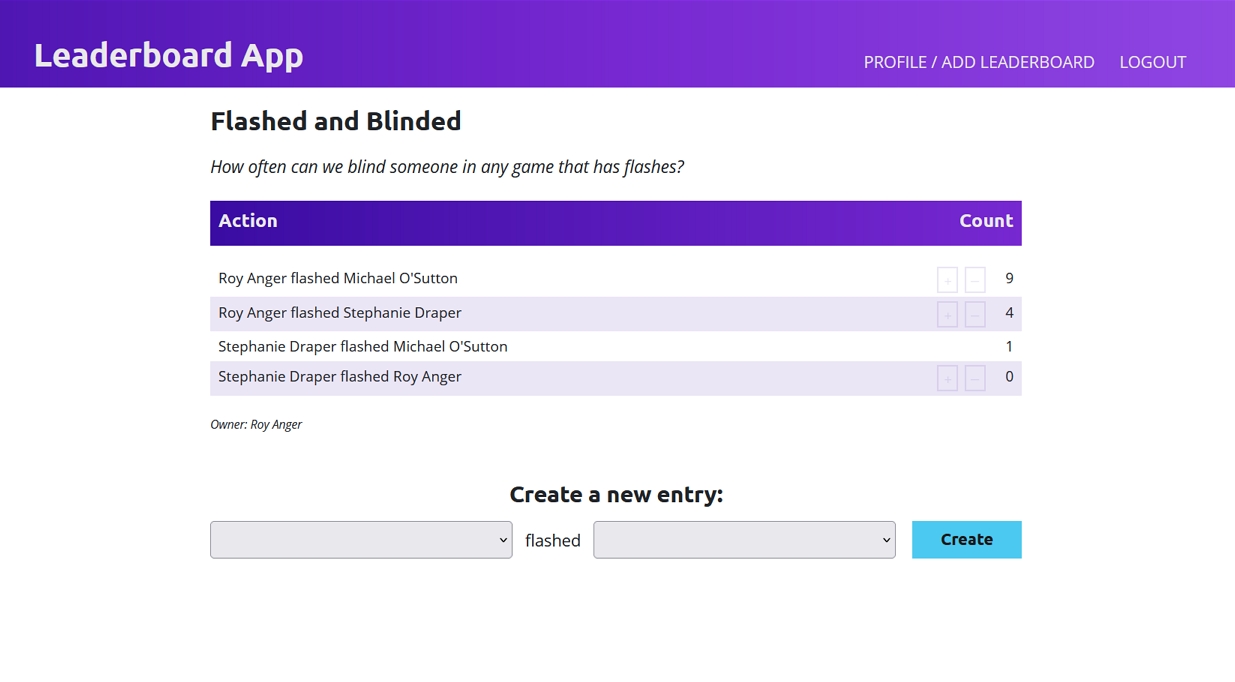 Leaderboard App
PROFILE / ADD LEADERBOARD LOGOUT
Flashed and Blinded
How often can we blind someone in any game that has flashes?
Action Count
Roy Anger flashed Michael O'Sutton + − 9
Roy Anger flashed Stephanie Draper + − 4
Stephanie Draper flashed Michael O'Sutton 1
Stephanie Draper flashed Roy Anger + − 0
Owner: Roy Anger
Create a new entry:
flashed Create